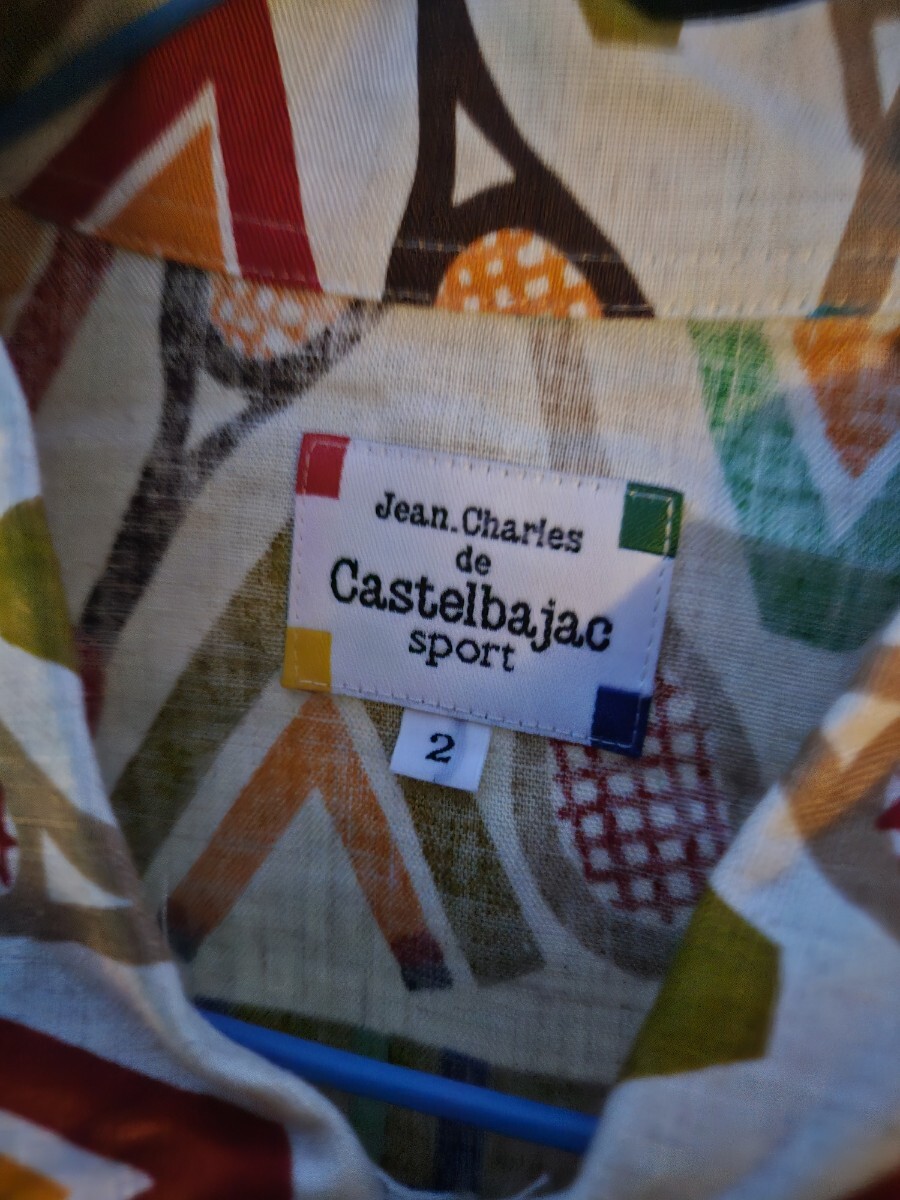 Jean.Charles
de
Castelbajac
sport
2